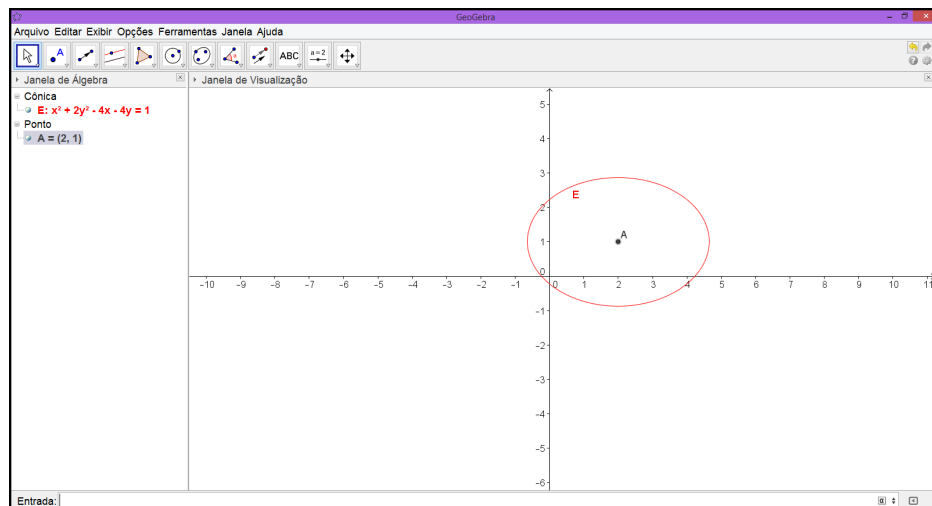 GeoGebra
Arquivo Editar Exibir Opções Ferramentas Janela Ajuda
A ABC a=2
Janela de Álgebra
Janela de Visualização
Cônica
E: x² + 2y² - 4x - 4y = 1
Ponto
A = (2, 1)
5
4
3
2
1
0
-1
-2
-3
-4
-5
-6
-10 -9 -8 -7 -6 -5 -4 -3 -2 -1 0 1 2 3 4 5 6 7 8 9 10 11
E
A
Entrada:
α